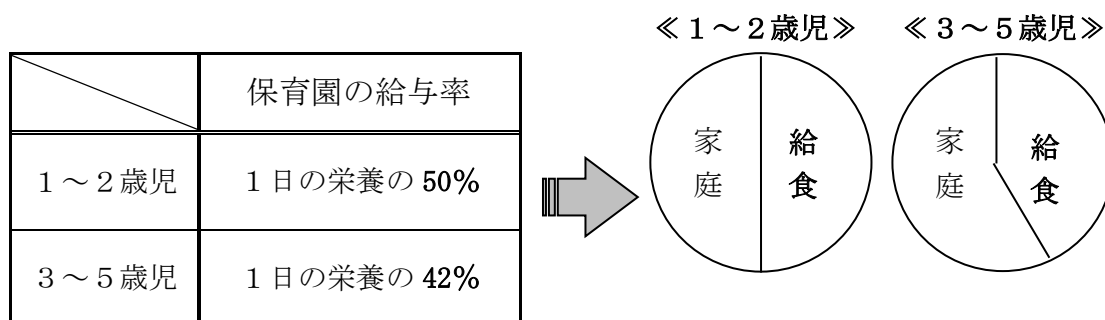 保育園の給与率
１～２歳児
１日の栄養の 50%
３～５歳児
１日の栄養の 42%
≪１～２歳児≫
家庭
給食
≪３～５歳児≫
家庭
給食